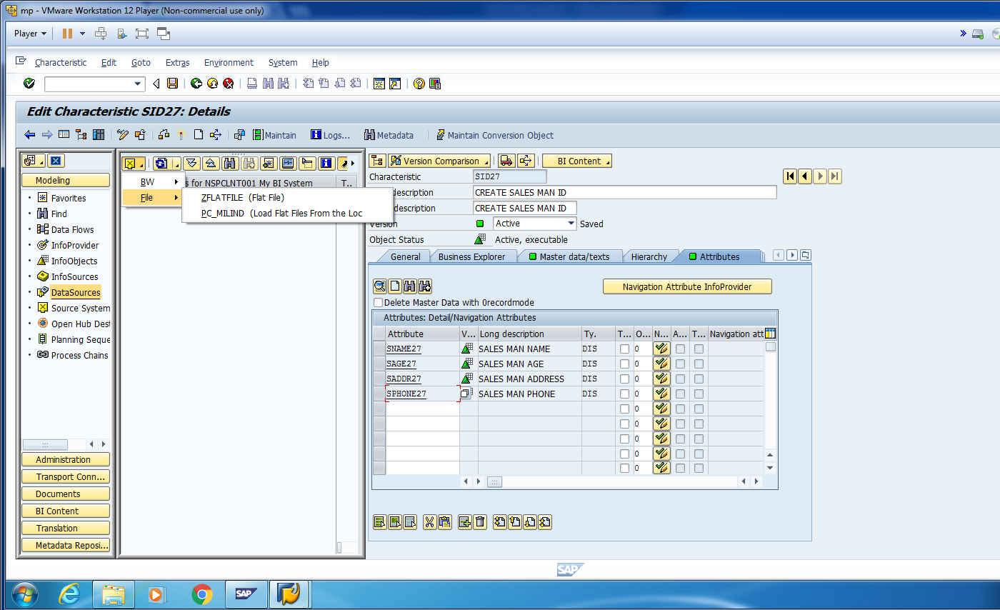 mp - VMware Workstation 12 Player (Non-commercial use only)
Player
Characteristic Edit Goto Extras Environment System Help
Edit Characteristic SID27: Details
Maintain Logs... Metadata Maintain Conversion Object
Modeling
Favorites
Find
Data Flows
InfoProvider
InfoObjects
InfoSources
DataSources
Source System
Open Hub Dest
Planning Seque
Process Chains
Administration
Transport Conn...
Documents
BI Content
Translation
Metadata Reposi...
s for NSPCLNT001 My BI System T..
BW
File
ZFLATFILE (Flat File)
PC_MILIND (Load Flat Files From the Loc
Version Comparison BI Content
Characteristic SID27
description CREATE SALES MAN ID
description CREATE SALES MAN ID
Version Active Saved
Object Status Active, executable
General Business Explorer Master data/texts Hierarchy Attributes
Navigation Attribute InfoProvider
Delete Master Data with 0recordmode
Attributes: Detail/Navigation Attributes
Attribute V... Long description Ty. T... O... N... A... T... Navigation att
SNAME27 SALES MAN NAME DIS 0
SAGE27 SALES MAN AGE DIS 0
SADDR27 SALES MAN ADDRESS DIS 0
SPHONE27 SALES MAN PHONE DIS 0
0
0
0
0
0
SAP
SAP